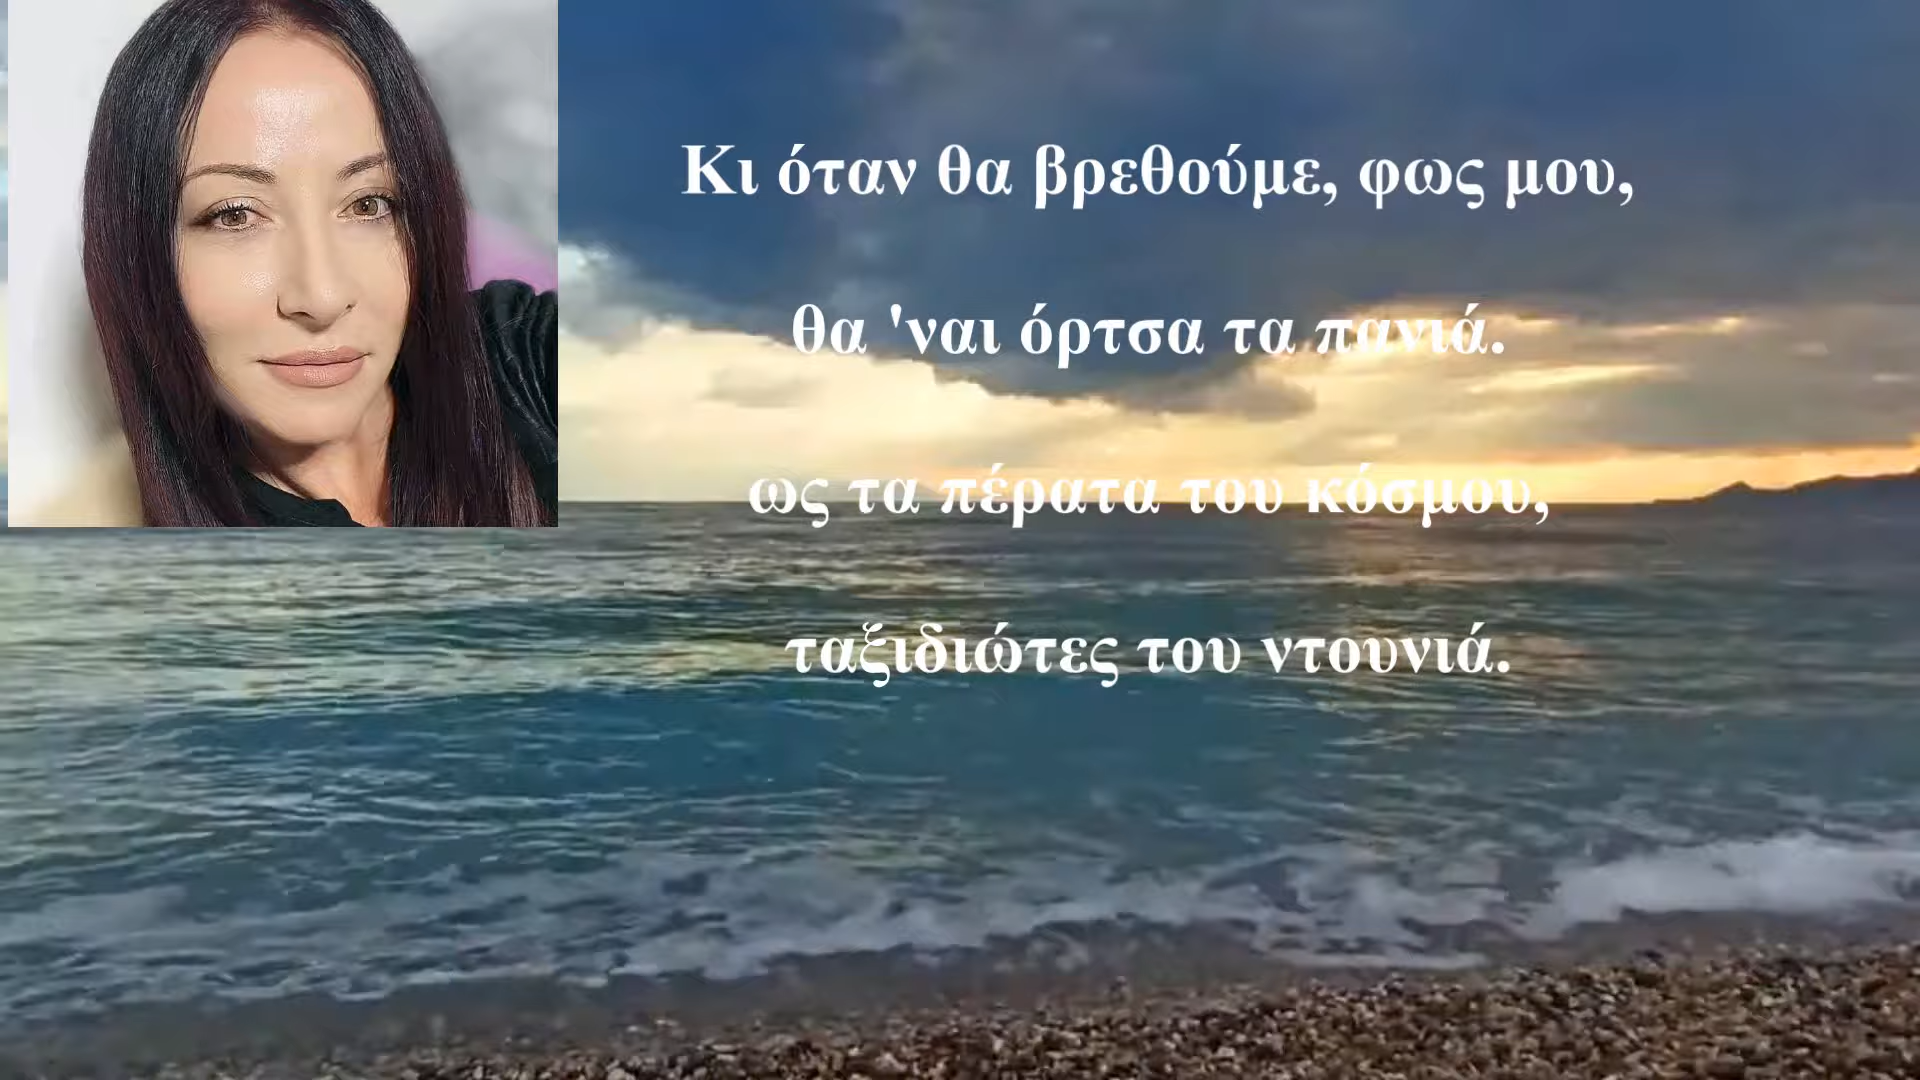 Κι όταν θα βρεθούμε, φως μου,
θα 'ναι όρτσα τα πανιά.
ως τα πέρατα του κόσμου,
ταξιδιώτες του ντουνιά.